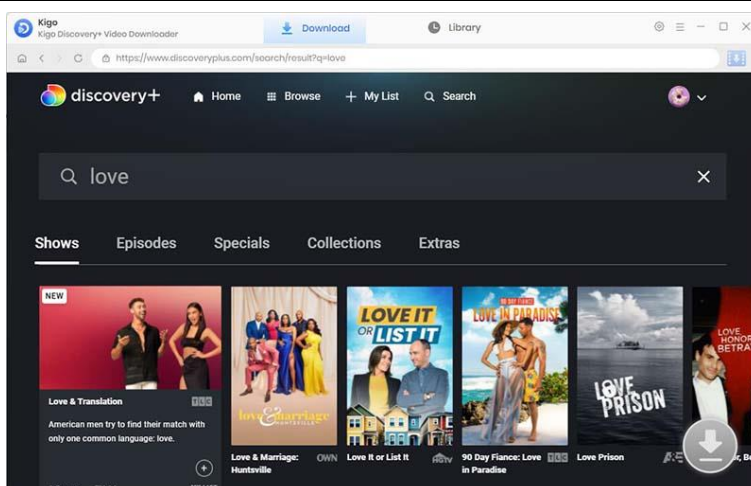 Kigo
Kigo Discovery+ Video Downloader
Download
Library
https://www.discoveryplus.com/search/result?q=love
discovery+
Home
Browse
My List
Search
love
Shows
Episodes
Specials
Collections
Extras
NEW
Love & Translation
TLC
American men try to find their match with
only one common language: love.
love & marriage
HUNTSVILLE
Love & Marriage:
Huntsville
OWN
LOVE IT
OR LIST IT
Love It or List It
HGTV
90 DAY FIANCE:
LOVE IN PARADISE
90 Day Fiance: Love
in Paradise
TLC
LOVE
PRISON
Love Prison
LOVE,
HONOR
BETRA